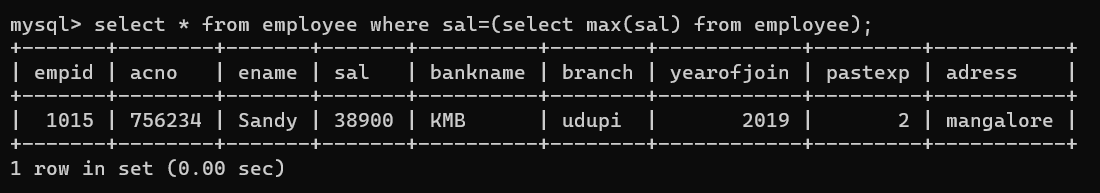 mysql> select * from employee where sal=(select max(sal) from employee);
+-------+--------+-------+-------+----------+--------+------------+---------+-----------+
| empid | acno   | ename | sal   | bankname | branch | yearofjoin | pastexp | adress    |
+-------+--------+-------+-------+----------+--------+------------+---------+-----------+
|  1015 | 756234 | Sandy | 38900 | KMB      | udupi  |       2019 |       2 | mangalore |
+-------+--------+-------+-------+----------+--------+------------+---------+-----------+
1 row in set (0.00 sec)